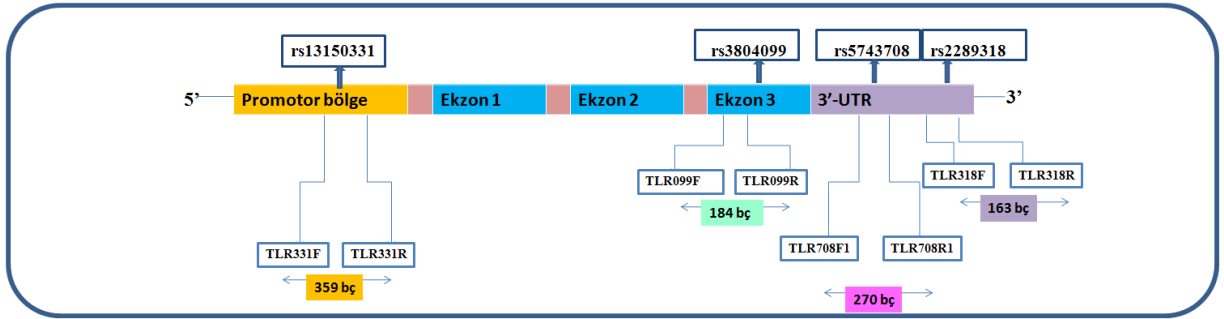 rs13150331
rs3804099
rs5743708
rs2289318
5’
Promotor bölge
Ekzon 1
Ekzon 2
Ekzon 3
3’-UTR
3’
TLR099F
TLR099R
TLR318F
TLR318R
184 bç
163 bç
TLR331F
TLR331R
TLR708F1
TLR708R1
359 bç
270 bç